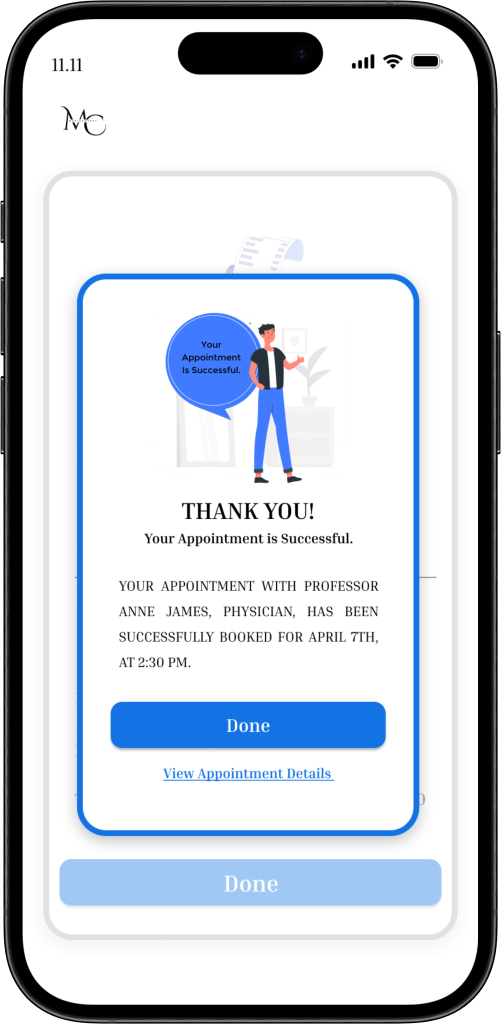 11.11
MC
Your
Appointment
Is Successful.
THANK YOU!
Your Appointment is Successful.
YOUR APPOINTMENT WITH PROFESSOR
ANNE JAMES, PHYSICIAN, HAS BEEN
SUCCESSFULLY BOOKED FOR APRIL 7TH,
AT 2:30 PM.
Done
View Appointment Details
Done